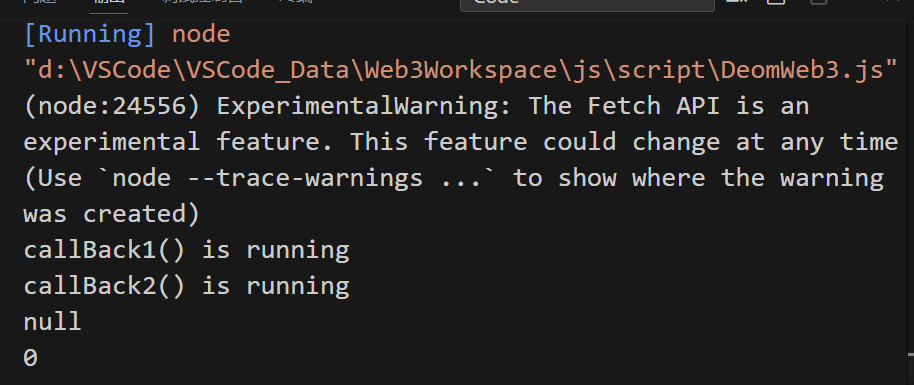 Code
[Running] node
"d:\VSCode\VSCode_Data\Web3Workspace\js\script\DeomWeb3.js"
(node:24556) ExperimentalWarning: The Fetch API is an
experimental feature. This feature could change at any time
(Use `node --trace-warnings ...` to show where the warning
was created)
callBack1() is running
callBack2() is running
null
0